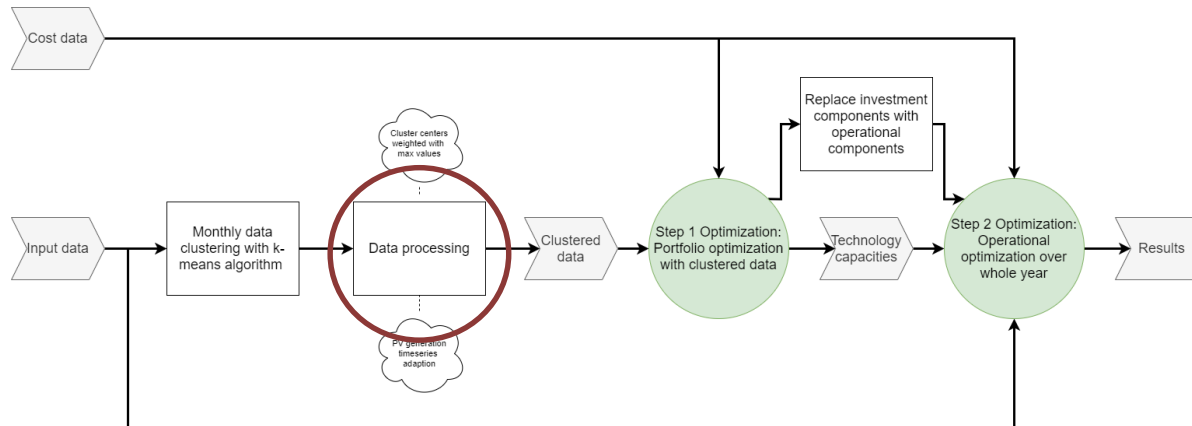 Cost data
Replace investment
components with
operational
components
Cluster centers
weighted with
max values
Input data
Monthly data
clustering with k-
means algorithm
Data processing
Clustered
data
Step 1 Optimization:
Portfolio optimization
with clustered data
Technology
capacities
Step 2 Optimization:
Operational
optimization over
whole year
Results
PV generation
timeseries
adaption